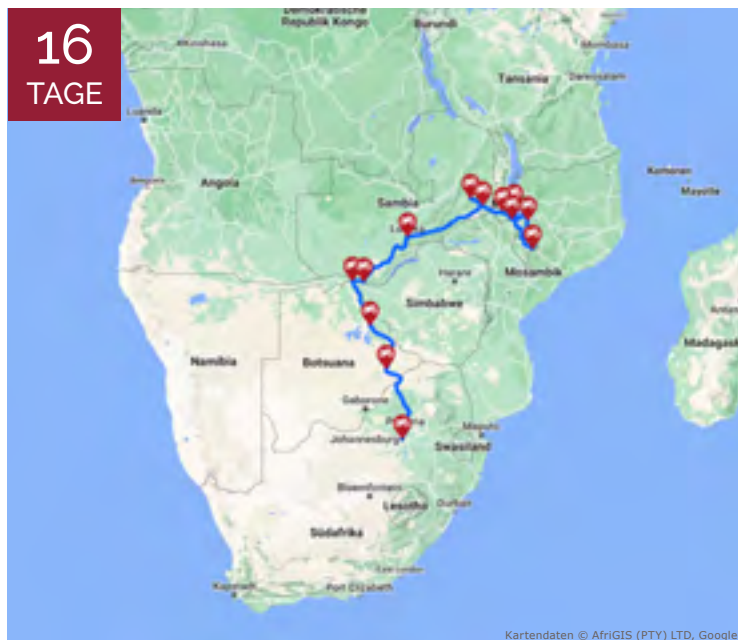 16
TAGE
Demokratische
Republik Kongo
Burundi
Kinshasa
Mombasa
Tansania
Daressalam
Luanda
Komoren
Angola
Mayotte
Sambia
Harare
Mosambik
Simbabwe
Namibia
Botsuana
Gaborone
Johannesburg
Maputo
Swasiland
Bloemfontein
Lesotho
Durban
Südafrika
East London
Kapstadt
Port Elizabeth
Kartendaten © AfriGIS (PTY) LTD, Google